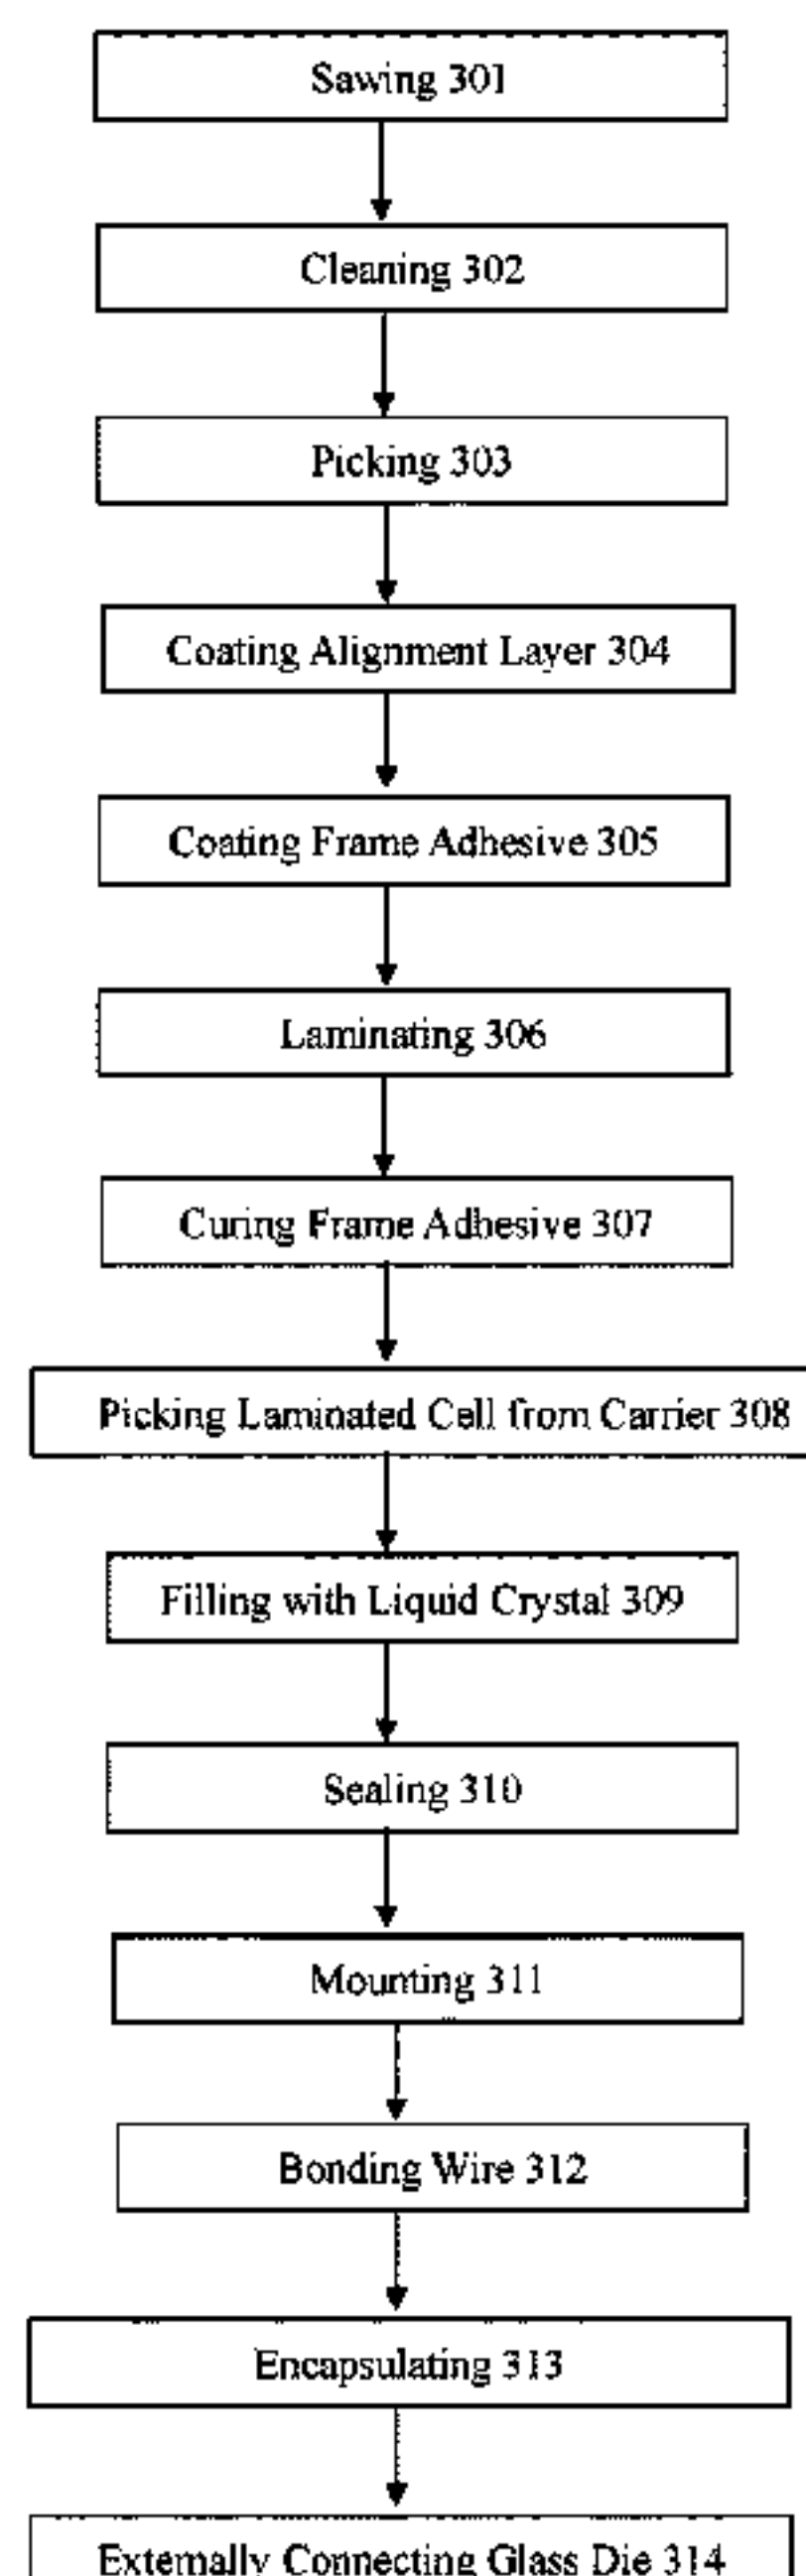 Sawing 301
Cleaning 302
Picking 303
Coating Alignment Layer 304
Coating Frame Adhesive 305
Laminating 306
Curing Frame Adhesive 307
Picking Laminated Cell from Carrier 308
Filling with Liquid Crystal 309
Sealing 310
Mounting 311
Bonding Wire 312
Encapsulating 313
Externally Connecting Glass Die 314